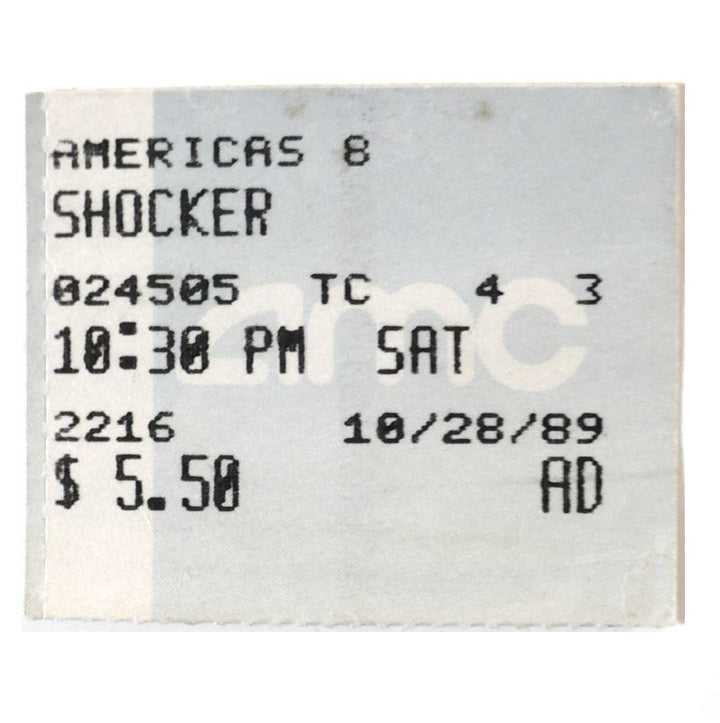 AMERICAS 8
SHOCKER
024505 TC 4 3
amc
10:30 PM SAT
2216 10/28/89
$ 5.50 AD